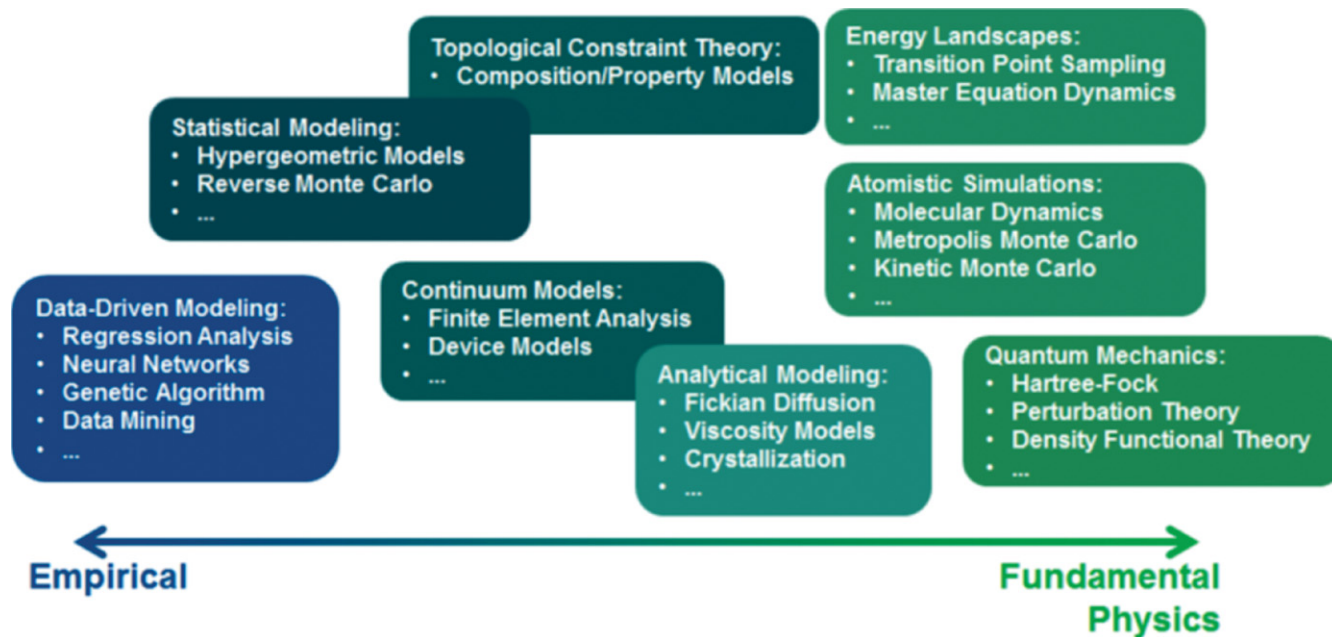 Topological Constraint Theory:
• Composition/Property Models
Energy Landscapes:
• Transition Point Sampling
• Master Equation Dynamics
• ...
Statistical Modeling:
• Hypergeometric Models
• Reverse Monte Carlo
• ...
Atomistic Simulations:
• Molecular Dynamics
• Metropolis Monte Carlo
• Kinetic Monte Carlo
• ...
Data-Driven Modeling:
• Regression Analysis
• Neural Networks
• Genetic Algorithm
• Data Mining
• ...
Continuum Models:
• Finite Element Analysis
• Device Models
• ...
Analytical Modeling:
• Fickian Diffusion
• Viscosity Models
• Crystallization
• ...
Quantum Mechanics:
• Hartree-Fock
• Perturbation Theory
• Density Functional Theory
• ...
Empirical
Fundamental
Physics